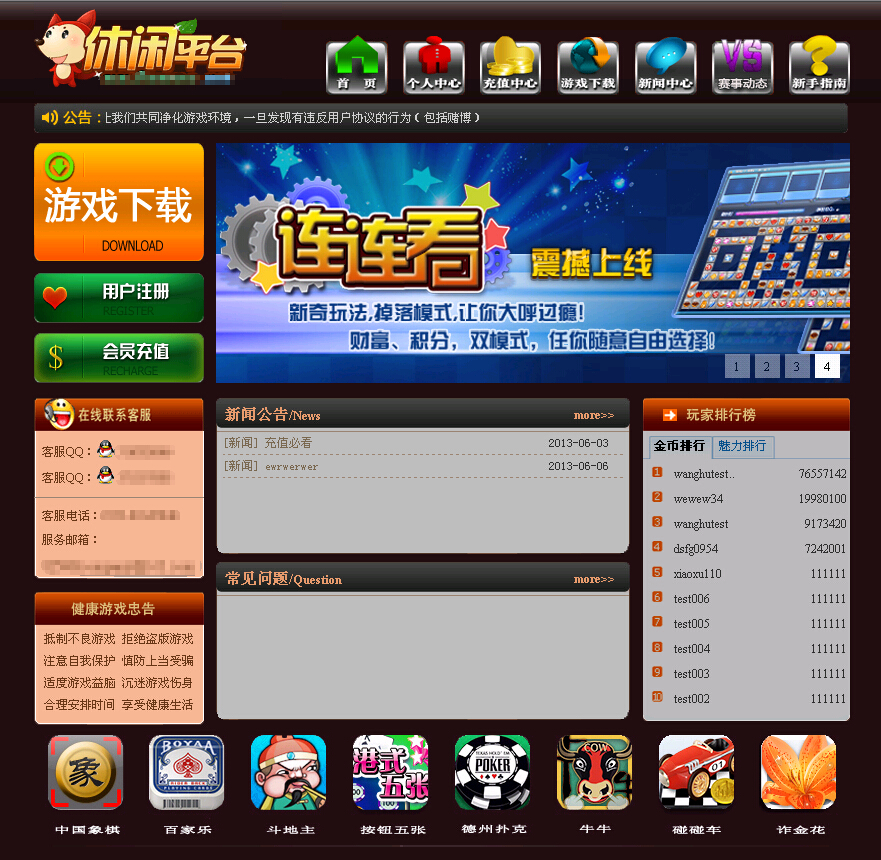 休闲平台
首 页
个人中心
充值中心
游戏下载
新闻中心
VS
赛事动态
新手指南
公告：
我们共同净化游戏环境，一旦发现有违反用户协议的行为（包括赌博）
游戏下载
DOWNLOAD
用户注册
REGISTER
会员充值
RECHARGE
连连看
震撼上线
新奇玩法,掉落模式,让你大呼过瘾!
财富、积分，双模式，任你随意自由选择!
1 2 3 4
在线联系客服
客服QQ：
客服QQ：
客服电话：
服务邮箱：
新闻公告/News more>>
[新闻] 充值必看 2013-06-03
[新闻] ewrwerwer 2013-06-06
常见问题/Question more>>
玩家排行榜
金币排行 魅力排行
1 wanghutest.. 76557142
2 wewew34 19980100
3 wanghutest 9173420
4 dsfg0954 7242001
5 xiaoxu110 111111
6 test006 111111
7 test005 111111
8 test004 111111
9 test003 111111
10 test002 111111
健康游戏忠告
抵制不良游戏 拒绝盗版游戏
注意自我保护 慎防上当受骗
适度游戏益脑 沉迷游戏伤身
合理安排时间 享受健康生活
象
BOYAA
港式五张
TEXAS HOLD' EM
POKER
COW
01
中国象棋
百家乐
斗地主
按钮五张
德州扑克
牛牛
碰碰车
诈金花